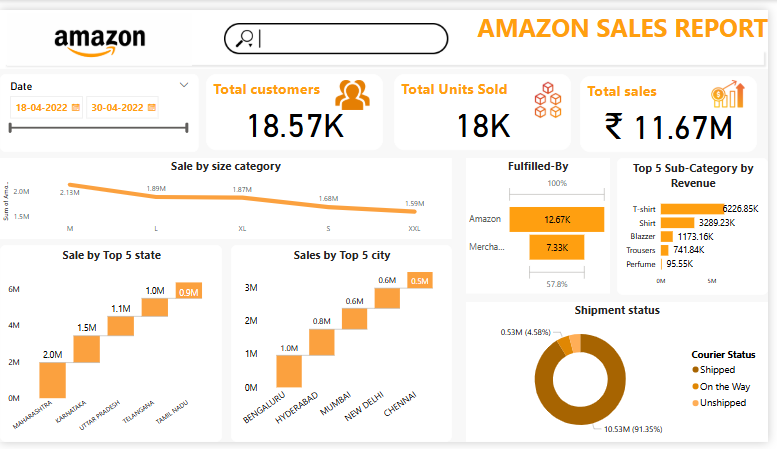 amazon
AMAZON SALES REPORT
Date
18-04-2022
30-04-2022
Total customers
18.57K
Total Units Sold
18K
Total sales
₹ 11.67M
Sale by size category
Sum of Ama...
2.0M
1.5M
2.13M
1.89M
1.87M
1.68M
1.59M
M
L
XL
S
XXL
Fulfilled-By
100%
Amazon
12.67K
Mercha...
7.33K
57.8%
Top 5 Sub-Category by
Revenue
T-shirt
6226.85K
Shirt
3289.23K
Blazzer
1173.16K
Trousers
741.84K
Perfume
95.55K
0M
5M
Sale by Top 5 state
6M
4M
2M
0M
2.0M
1.5M
1.1M
1.0M
0.9M
MAHARASHTRA
KARNATAKA
UTTAR PRADESH
TELANGANA
TAMIL NADU
Sales by Top 5 city
3M
2M
1M
0M
1.0M
0.8M
0.6M
0.6M
0.5M
BENGALURU
HYDERABAD
MUMBAI
NEW DELHI
CHENNAI
Shipment status
0.53M (4.58%)
10.53M (91.35%)
Courier Status
Shipped
On the Way
Unshipped